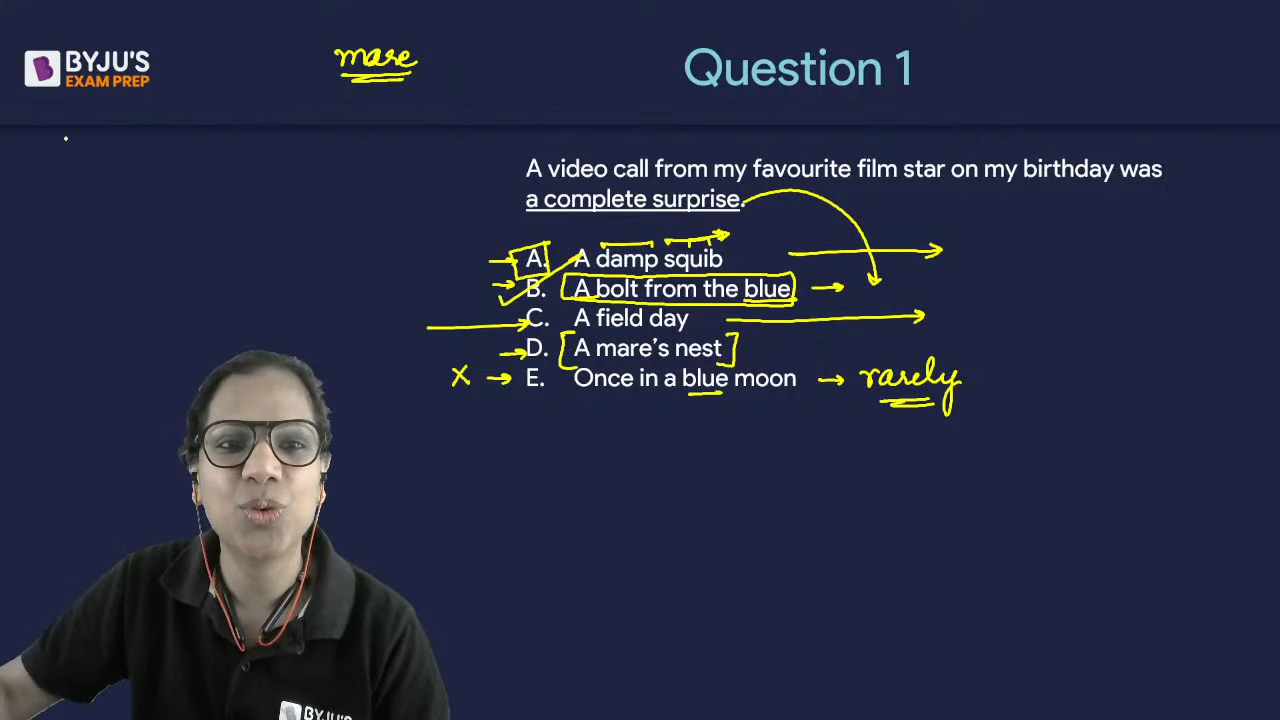 BYJU'S
EXAM PREP
mare
Question 1
A video call from my favourite film star on my birthday was
a complete surprise.
A. A damp squib
B. A bolt from the blue
C. A field day
D. A mare's nest
E. Once in a blue moon
x
rarely
BYJU'S